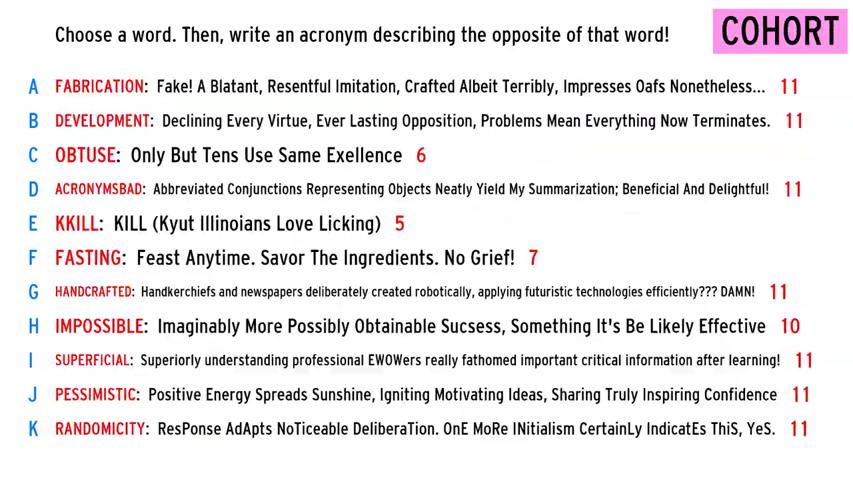 Choose a word. Then, write an acronym describing the opposite of that word!
COHORT
A FABRICATION: Fake! A Blatant, Resentful Imitation, Crafted Albeit Terribly, Impresses Oafs Nonetheless... 11
B DEVELOPMENT: Declining Every Virtue, Ever Lasting Opposition, Problems Mean Everything Now Terminates. 11
C OBTUSE: Only But Tens Use Same Exellence 6
D ACRONYMSBAD: Abbreviated Conjunctions Representing Objects Neatly Yield My Summarization; Beneficial And Delightful! 11
E KKILL: KILL (Kyut Illinoians Love Licking) 5
F FASTING: Feast Anytime. Savor The Ingredients. No Grief! 7
G HANDCRAFTED: Handkerchiefs and newspapers deliberately created robotically, applying futuristic technologies efficiently??? DAMN! 11
H IMPOSSIBLE: Imaginably More Possibly Obtainable Sucsess, Something It's Be Likely Effective 10
I SUPERFICIAL: Superiorly understanding professional EWOWers really fathomed important critical information after learning! 11
J PESSIMISTIC: Positive Energy Spreads Sunshine, Igniting Motivating Ideas, Sharing Truly Inspiring Confidence 11
K RANDOMICITY: ResPonse AdApts NoTiceable DeliberaTion. OnE MoRe INitialism CertainLy IndicatEs ThiS, YeS. 11